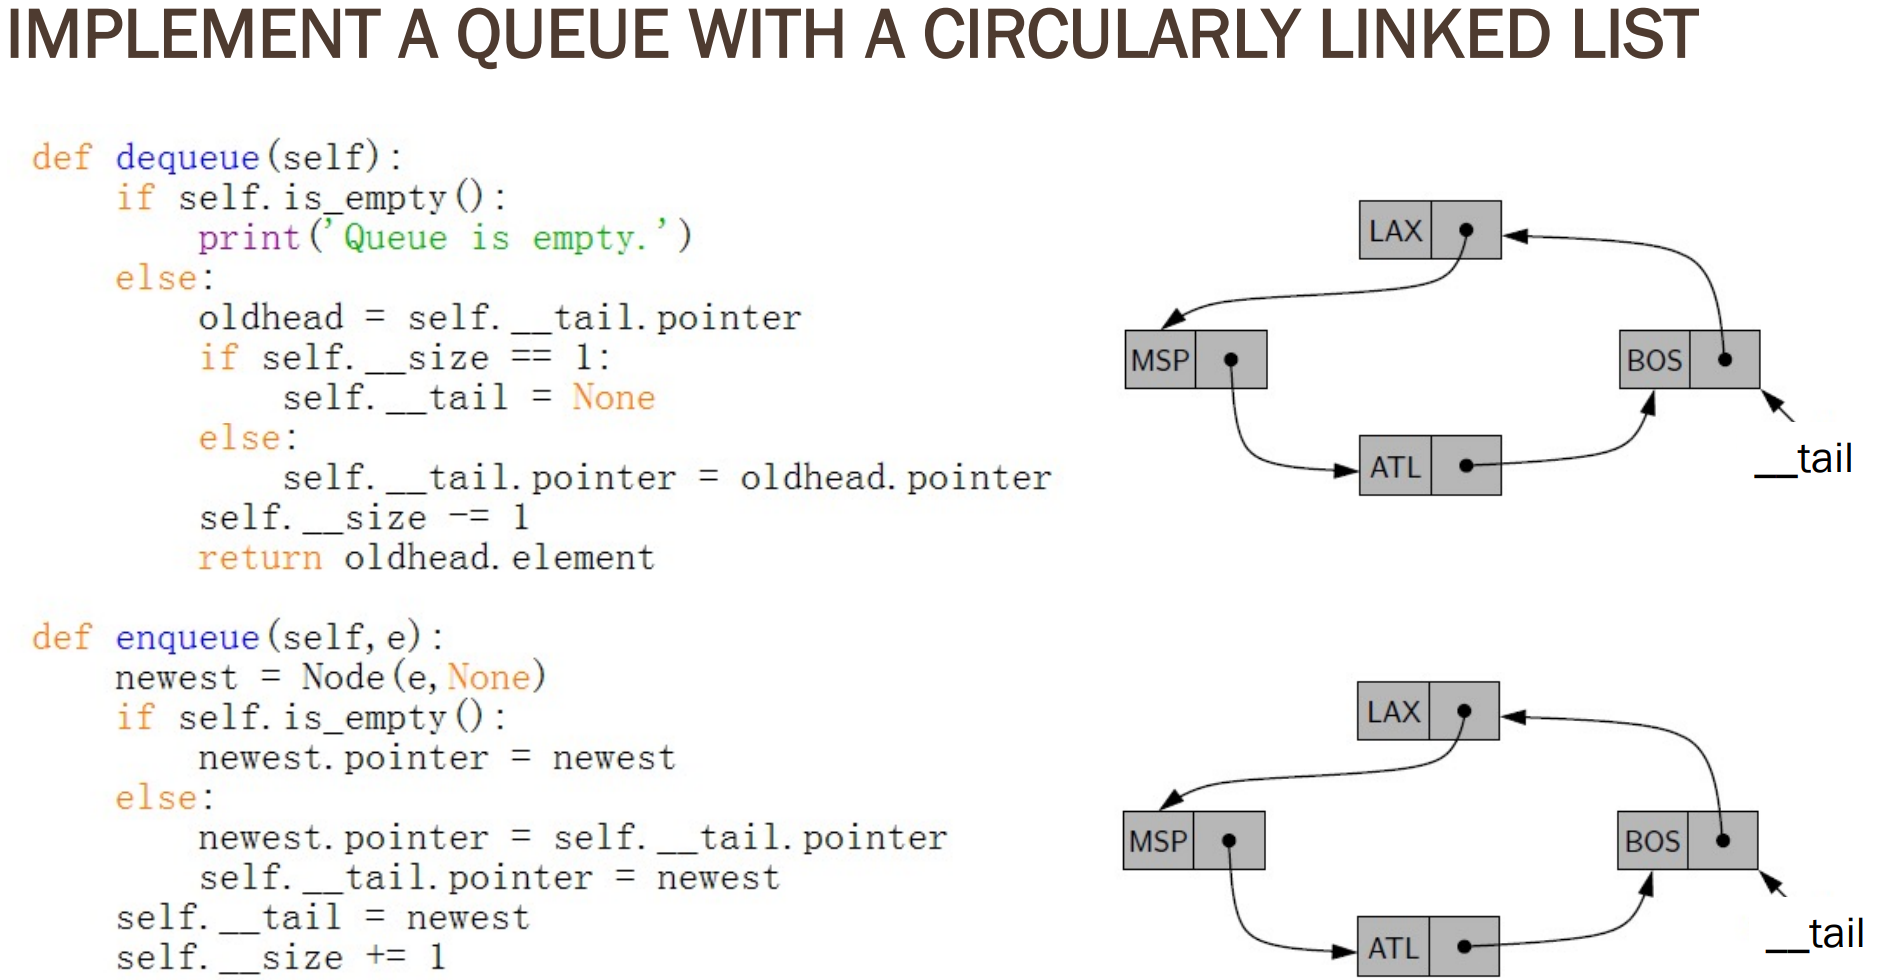 IMPLEMENT A QUEUE WITH A CIRCULARLY LINKED LIST
def dequeue(self):
    if self.is_empty():
        print('Queue is empty.')
    else:
        oldhead = self.__tail.pointer
        if self.__size == 1:
            self.__tail = None
        else:
            self.__tail.pointer = oldhead.pointer
        self.__size -= 1
        return oldhead.element
LAX
MSP
BOS
ATL
__tail
def enqueue(self,e):
    newest = Node(e,None)
    if self.is_empty():
        newest.pointer = newest
    else:
        newest.pointer = self.__tail.pointer
        self.__tail.pointer = newest
    self.__tail = newest
    self.__size += 1
LAX
MSP
BOS
ATL
__tail